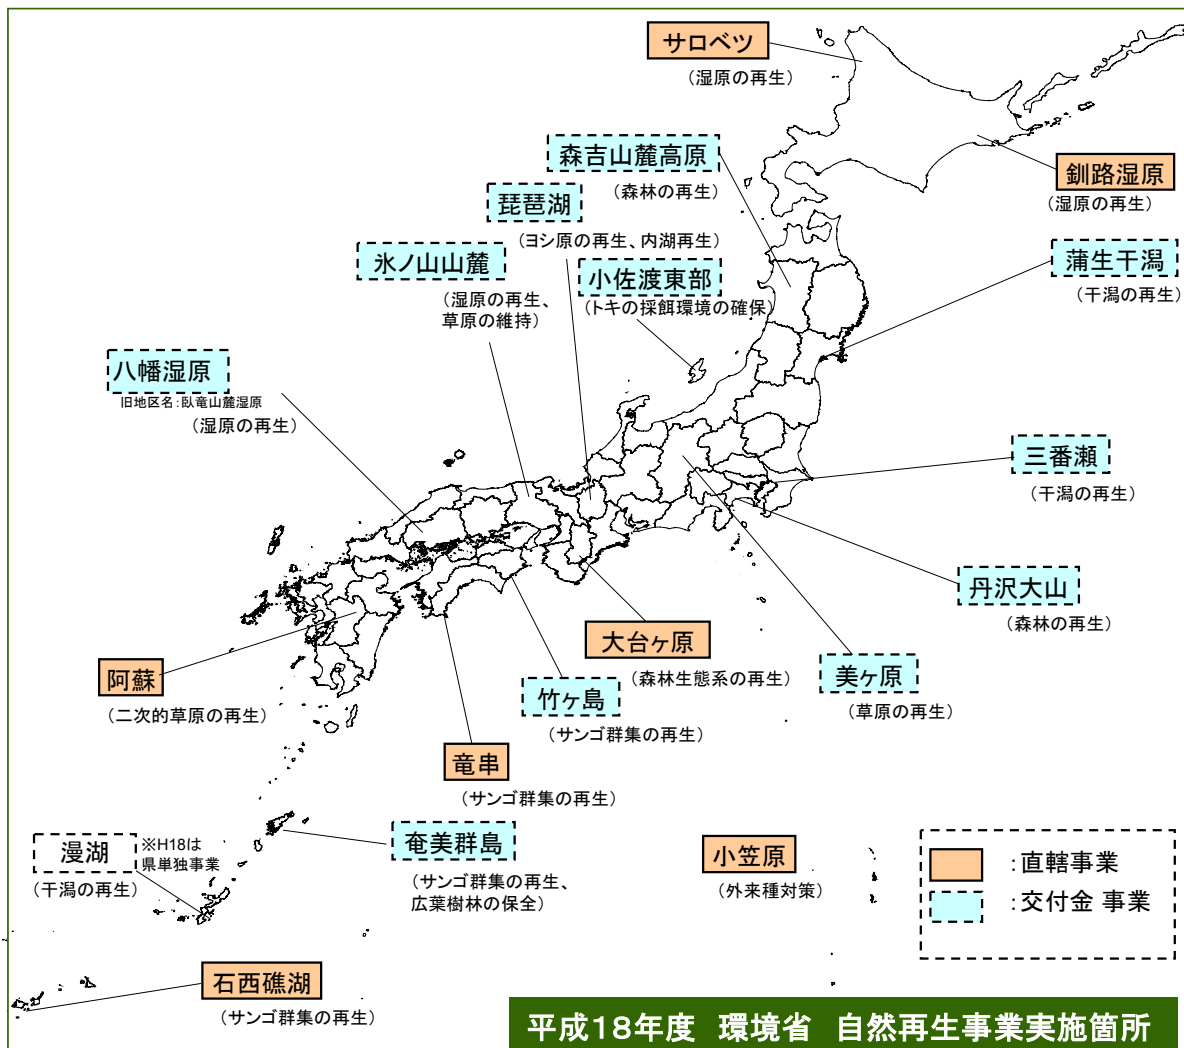 サロベツ
（湿原の再生）
森吉山麓高原
（森林の再生）
釧路湿原
（湿原の再生）
琵琶湖
（ヨシ原の再生、内湖再生）
氷ノ山山麓
（湿原の再生、
草原の維持）
小佐渡東部
（トキの採餌環境の確保）
蒲生干潟
（干潟の再生）
八幡湿原
旧地区名：臥竜山麓湿原
（湿原の再生）
三番瀬
（干潟の再生）
丹沢大山
（森林の再生）
大台ヶ原
（森林生態系の再生）
美ヶ原
（草原の再生）
阿蘇
（二次的草原の再生）
竹ヶ島
（サンゴ群集の再生）
竜串
（サンゴ群集の再生）
漫湖
※H18は
県単独事業
（干潟の再生）
奄美群島
（サンゴ群集の再生、
広葉樹林の保全）
小笠原
（外来種対策）
：直轄事業
：交付金 事業
石西礁湖
（サンゴ群集の再生）
平成18年度　環境省　自然再生事業実施箇所